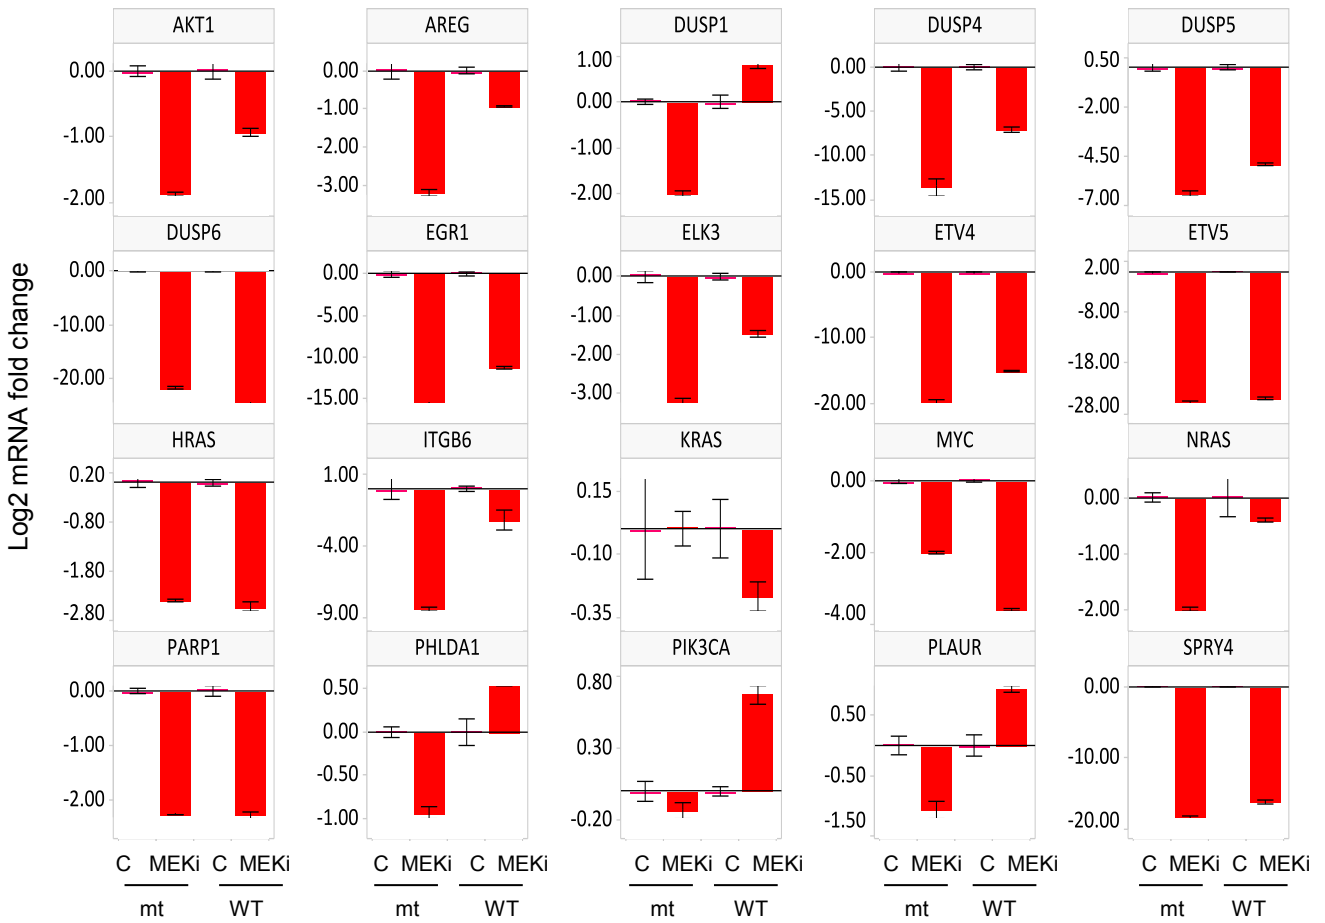 AKT1 AREG DUSP1 DUSP4 DUSP5
0.00 -1.00 -2.00
0.00 -1.00 -2.00 -3.00
1.00 0.00 -2.00
0.00 -5.00 -10.00 -15.00
0.50 -2.00 -4.50 -7.00
DUSP6 EGR1 ELK3 ETV4 ETV5
0.00 -10.00 -20.00
0.00 -5.00 -10.00 -15.00
0.00 -1.00 -2.00 -3.00
0.00 -10.00 -20.00
2.00 -8.00 -18.00 -28.00
Log2 mRNA fold change
HRAS ITGB6 KRAS MYC NRAS
0.20 -0.80 -1.80 -2.80
1.00 -4.00 -9.00
0.15 -0.10 -0.35
0.00 -2.00 -4.00
0.00 -1.00 -2.00
PARP1 PHLDA1 PIK3CA PLAUR SPRY4
0.00 -1.00 -2.00
0.50 0.00 -0.50 -1.00
0.80 0.30 -0.20
0.50 -0.50 -1.50
0.00 -10.00 -20.00
C MEKi C MEKi C MEKi C MEKi C MEKi C MEKi C MEKi C MEKi C MEKi C MEKi
mt WT mt WT mt WT mt WT mt WT